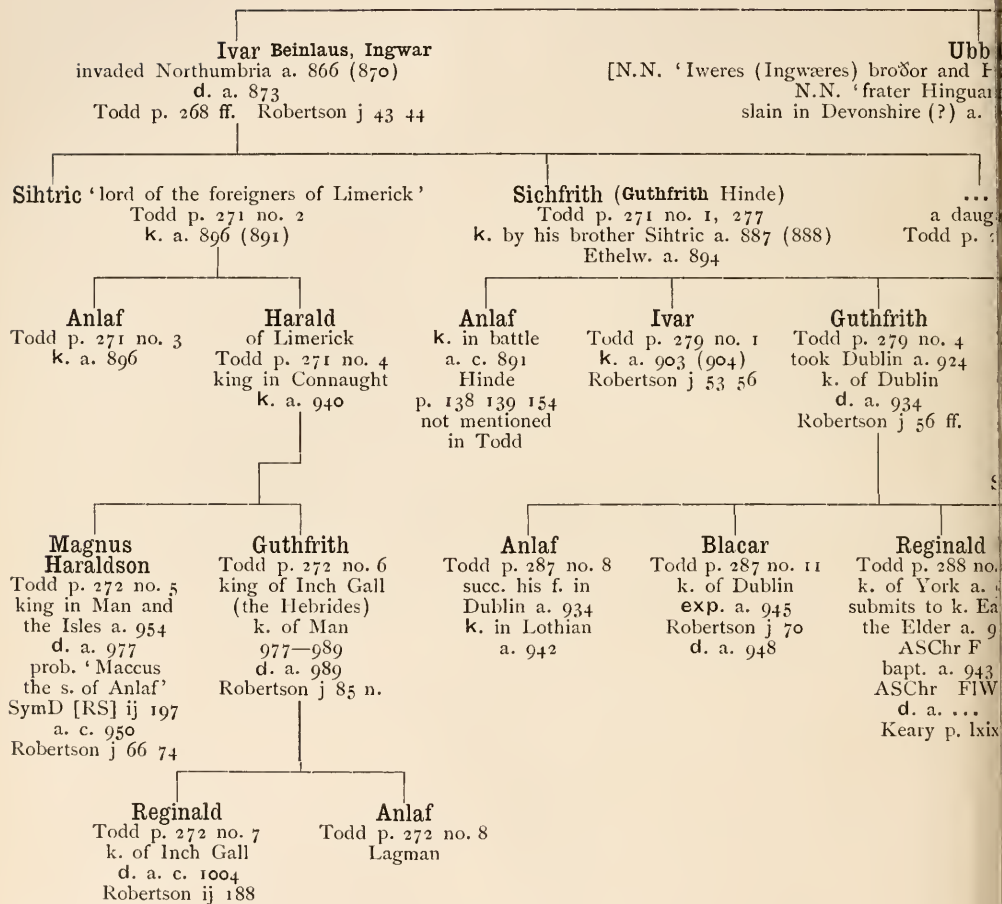 Ivar Beinlaus, Ingwar
invaded Northumbria a. 866 (870)
d. a. 873
Todd p. 268 ff. Robertson j 43 44
Ubb
[N.N. ‘Iweres (Ingwæres) broðor and H
N.N. ‘frater Hinguar
slain in Devonshire (?) a.
Sihtric ‘lord of the foreigners of Limerick’
Todd p. 271 no. 2
k. a. 896 (891)
Sichfrith (Guthfrith Hinde)
Todd p. 271 no. 1, 277
k. by his brother Sihtric a. 887 (888)
Ethelw. a. 894
...
a daug
Todd p.
Anlaf
Todd p. 271 no. 3
k. a. 896
Harald
of Limerick
Todd p. 271 no. 4
king in Connaught
k. a. 940
Anlaf
k. in battle
a. c. 891
Hinde
p. 138 139 154
not mentioned
in Todd
Ivar
Todd p. 279 no. 1
k. a. 903 (904)
Robertson j 53 56
Guthfrith
Todd p. 279 no. 4
took Dublin a. 924
k. of Dublin
d. a. 934
Robertson j 56 ff.
S
Magnus
Haraldson
Todd p. 272 no. 5
king in Man and
the Isles a. 954
d. a. 977
prob. ‘Maccus
the s. of Anlaf’
SymD [RS] ij 197
a. c. 950
Robertson j 66 74
Guthfrith
Todd p. 272 no. 6
king of Inch Gall
(the Hebrides)
k. of Man
977—989
d. a. 989
Robertson j 85 n.
Anlaf
Todd p. 287 no. 8
succ. his f. in
Dublin a. 934
k. in Lothian
a. 942
Blacar
Todd p. 287 no. 11
k. of Dublin
exp. a. 945
Robertson j 70
d. a. 948
Reginald
Todd p. 288 no.
k. of York a.
submits to k. Ea
the Elder a. 9
ASChr F
bapt. a. 943
ASChr FlW
d. a. ...
Keary p. lxix
Reginald
Todd p. 272 no. 7
k. of Inch Gall
d. a. c. 1004
Robertson ij 188
Anlaf
Todd p. 272 no. 8
Lagman